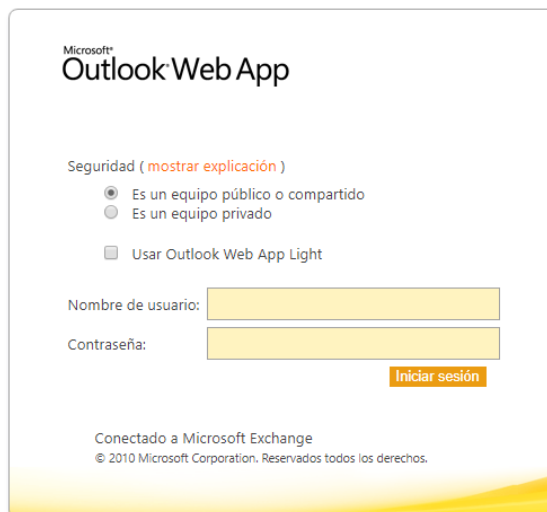 Microsoft®
Outlook Web App
Seguridad ( mostrar explicación )
Es un equipo público o compartido
Es un equipo privado
Usar Outlook Web App Light
Nombre de usuario:
Contraseña:
Iniciar sesión
Conectado a Microsoft Exchange
© 2010 Microsoft Corporation. Reservados todos los derechos.